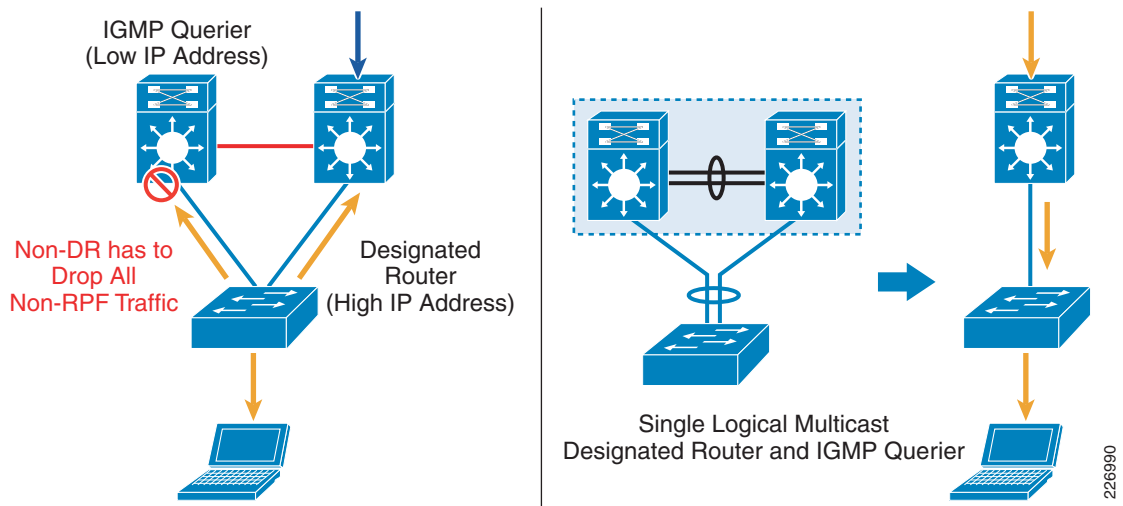 IGMP Querier
(Low IP Address)
Non-DR has to
Drop All
Non-RPF Traffic
Designated
Router
(High IP Address)
Single Logical Multicast
Designated Router and IGMP Querier
226990